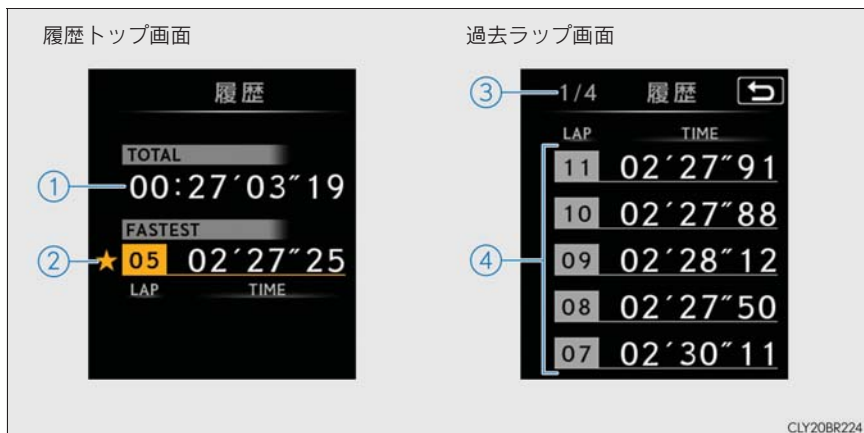 履歴トップ画面
履歴
TOTAL
① 00:27´03″19
FASTEST
② ★ 05 02´27″25
LAP TIME
過去ラップ画面
③ 1/4 履歴
LAP TIME
11 02´27″91
10 02´27″88
④ 09 02´28″12
08 02´27″50
07 02´30″11
CLY20BR224